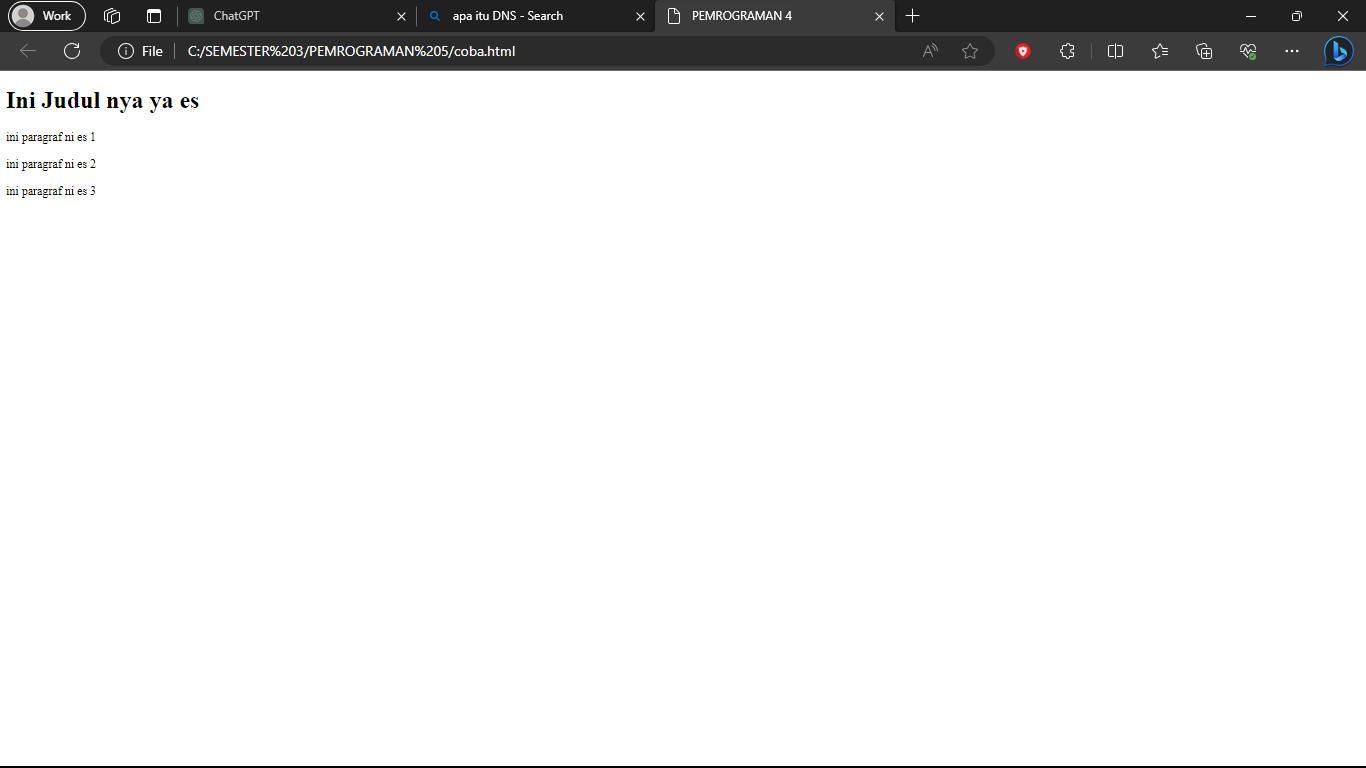 Work
ChatGPT
apa itu DNS - Search
PEMROGRAMAN 4
File
C:/SEMESTER%203/PEMROGRAMAN%205/coba.html
Ini Judul nya ya es
ini paragraf ni es 1
ini paragraf ni es 2
ini paragraf ni es 3